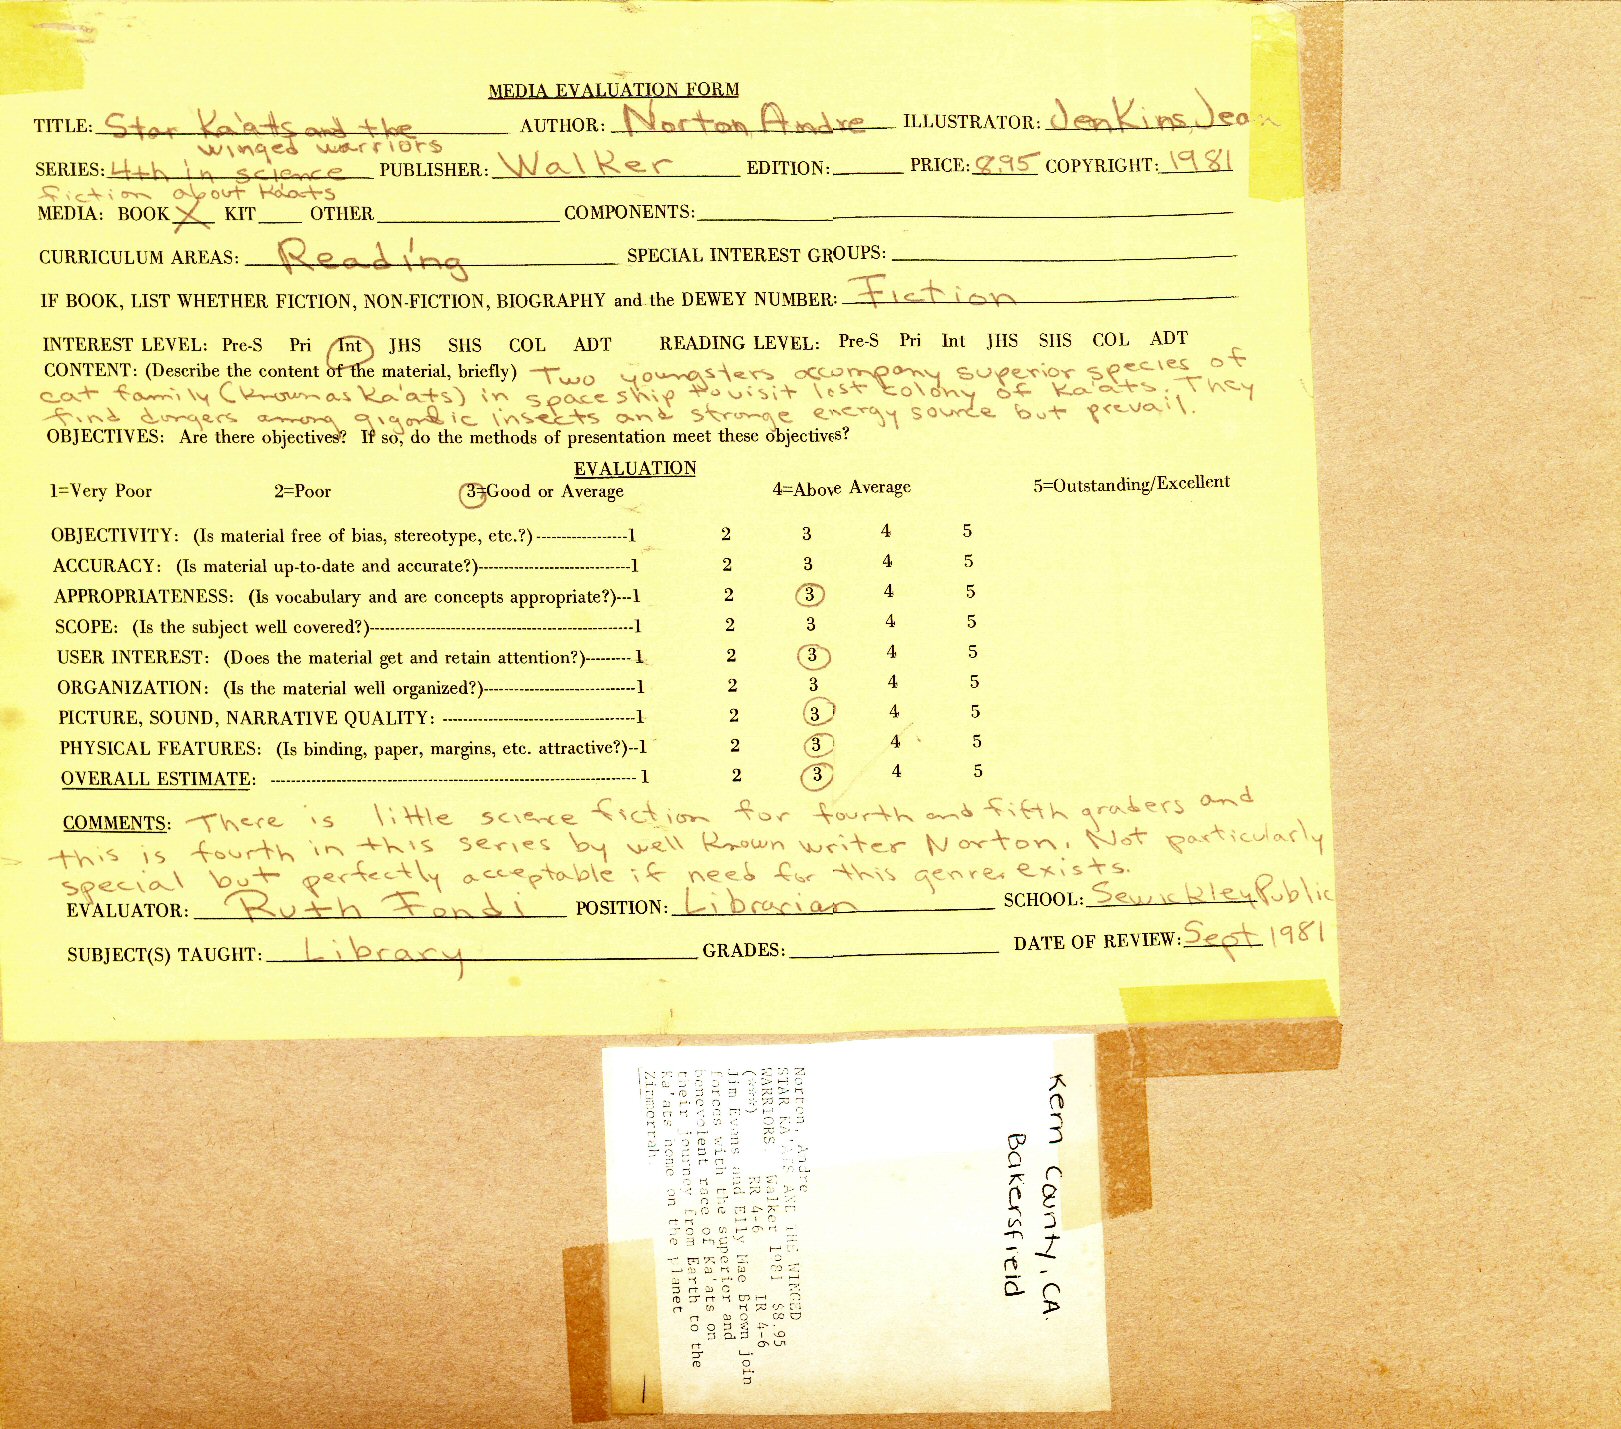 MEDIA EVALUATION FORM
TITLE: Star Ka'ats and the AUTHOR: Norton, Andre ILLUSTRATOR: Jenkins, Jean
winged warriors
SERIES: 4th in science PUBLISHER: Walker EDITION: PRICE: 8.95 COPYRIGHT: 1981
fiction about Ka'ats
MEDIA: BOOK X KIT OTHER COMPONENTS:
CURRICULUM AREAS: Reading SPECIAL INTEREST GROUPS:
IF BOOK, LIST WHETHER FICTION, NON-FICTION, BIOGRAPHY and the DEWEY NUMBER: Fiction
INTEREST LEVEL: Pre-S Pri Int JHS SHS COL ADT READING LEVEL: Pre-S Pri Int JHS SHS COL ADT
CONTENT: (Describe the content of the material, briefly) Two youngsters accompany superior species of
cat family (known as Ka'ats) in space ship to visit lost colony of Ka'ats. They
find dangers among gigantic insects and strange energy source but prevail.
OBJECTIVES: Are there objectives? If so, do the methods of presentation meet these objectives?
EVALUATION
1=Very Poor 2=Poor 3=Good or Average 4=Above Average 5=Outstanding/Excellent
OBJECTIVITY: (Is material free of bias, stereotype, etc.?)------------------1 2 3 4 5
ACCURACY: (Is material up-to-date and accurate?)------------------------------1 2 3 4 5
APPROPRIATENESS: (Is vocabulary and are concepts appropriate?)---1 2 3 4 5
SCOPE: (Is the subject well covered?)----------------------------------------------------1 2 3 4 5
USER INTEREST: (Does the material get and retain attention?)---------1 2 3 4 5
ORGANIZATION: (Is the material well organized?)------------------------------1 2 3 4 5
PICTURE, SOUND, NARRATIVE QUALITY: --------------------------------------1 2 3 4 5
PHYSICAL FEATURES: (Is binding, paper, margins, etc. attractive?)--1 2 3 4 5
OVERALL ESTIMATE: ------------------------------------------------------------------------1 2 3 4 5
COMMENTS: There is little science fiction for fourth and fifth graders and
this is fourth in this series by well known writer Norton. Not particularly
special but perfectly acceptable if need for this genre exists.
EVALUATOR: Ruth Fondi POSITION: Librarian SCHOOL: Sewickley Public
SUBJECT(S) TAUGHT: Library GRADES: DATE OF REVIEW: Sept 1981
Kern County, CA.
Bakersfield
Norton, Andre
STAR KA'ATS AND THE WINGED
WARRIORS. Walker 1981 $8.95
(***) RR 4-6 IR 4-6
Jim Evans and Elly Mae Brown join
forces with the superior and
benevolent race of Ka'ats on
their journey from Earth to the
Ka'ats home on the planet
Zimmorrah.